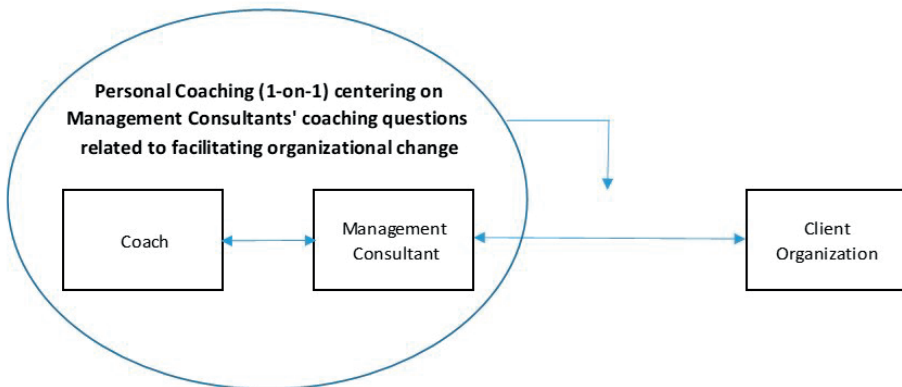 Personal Coaching (1-on-1) centering on
Management Consultants' coaching questions
related to facilitating organizational change
Coach
Management
Consultant
Client
Organization